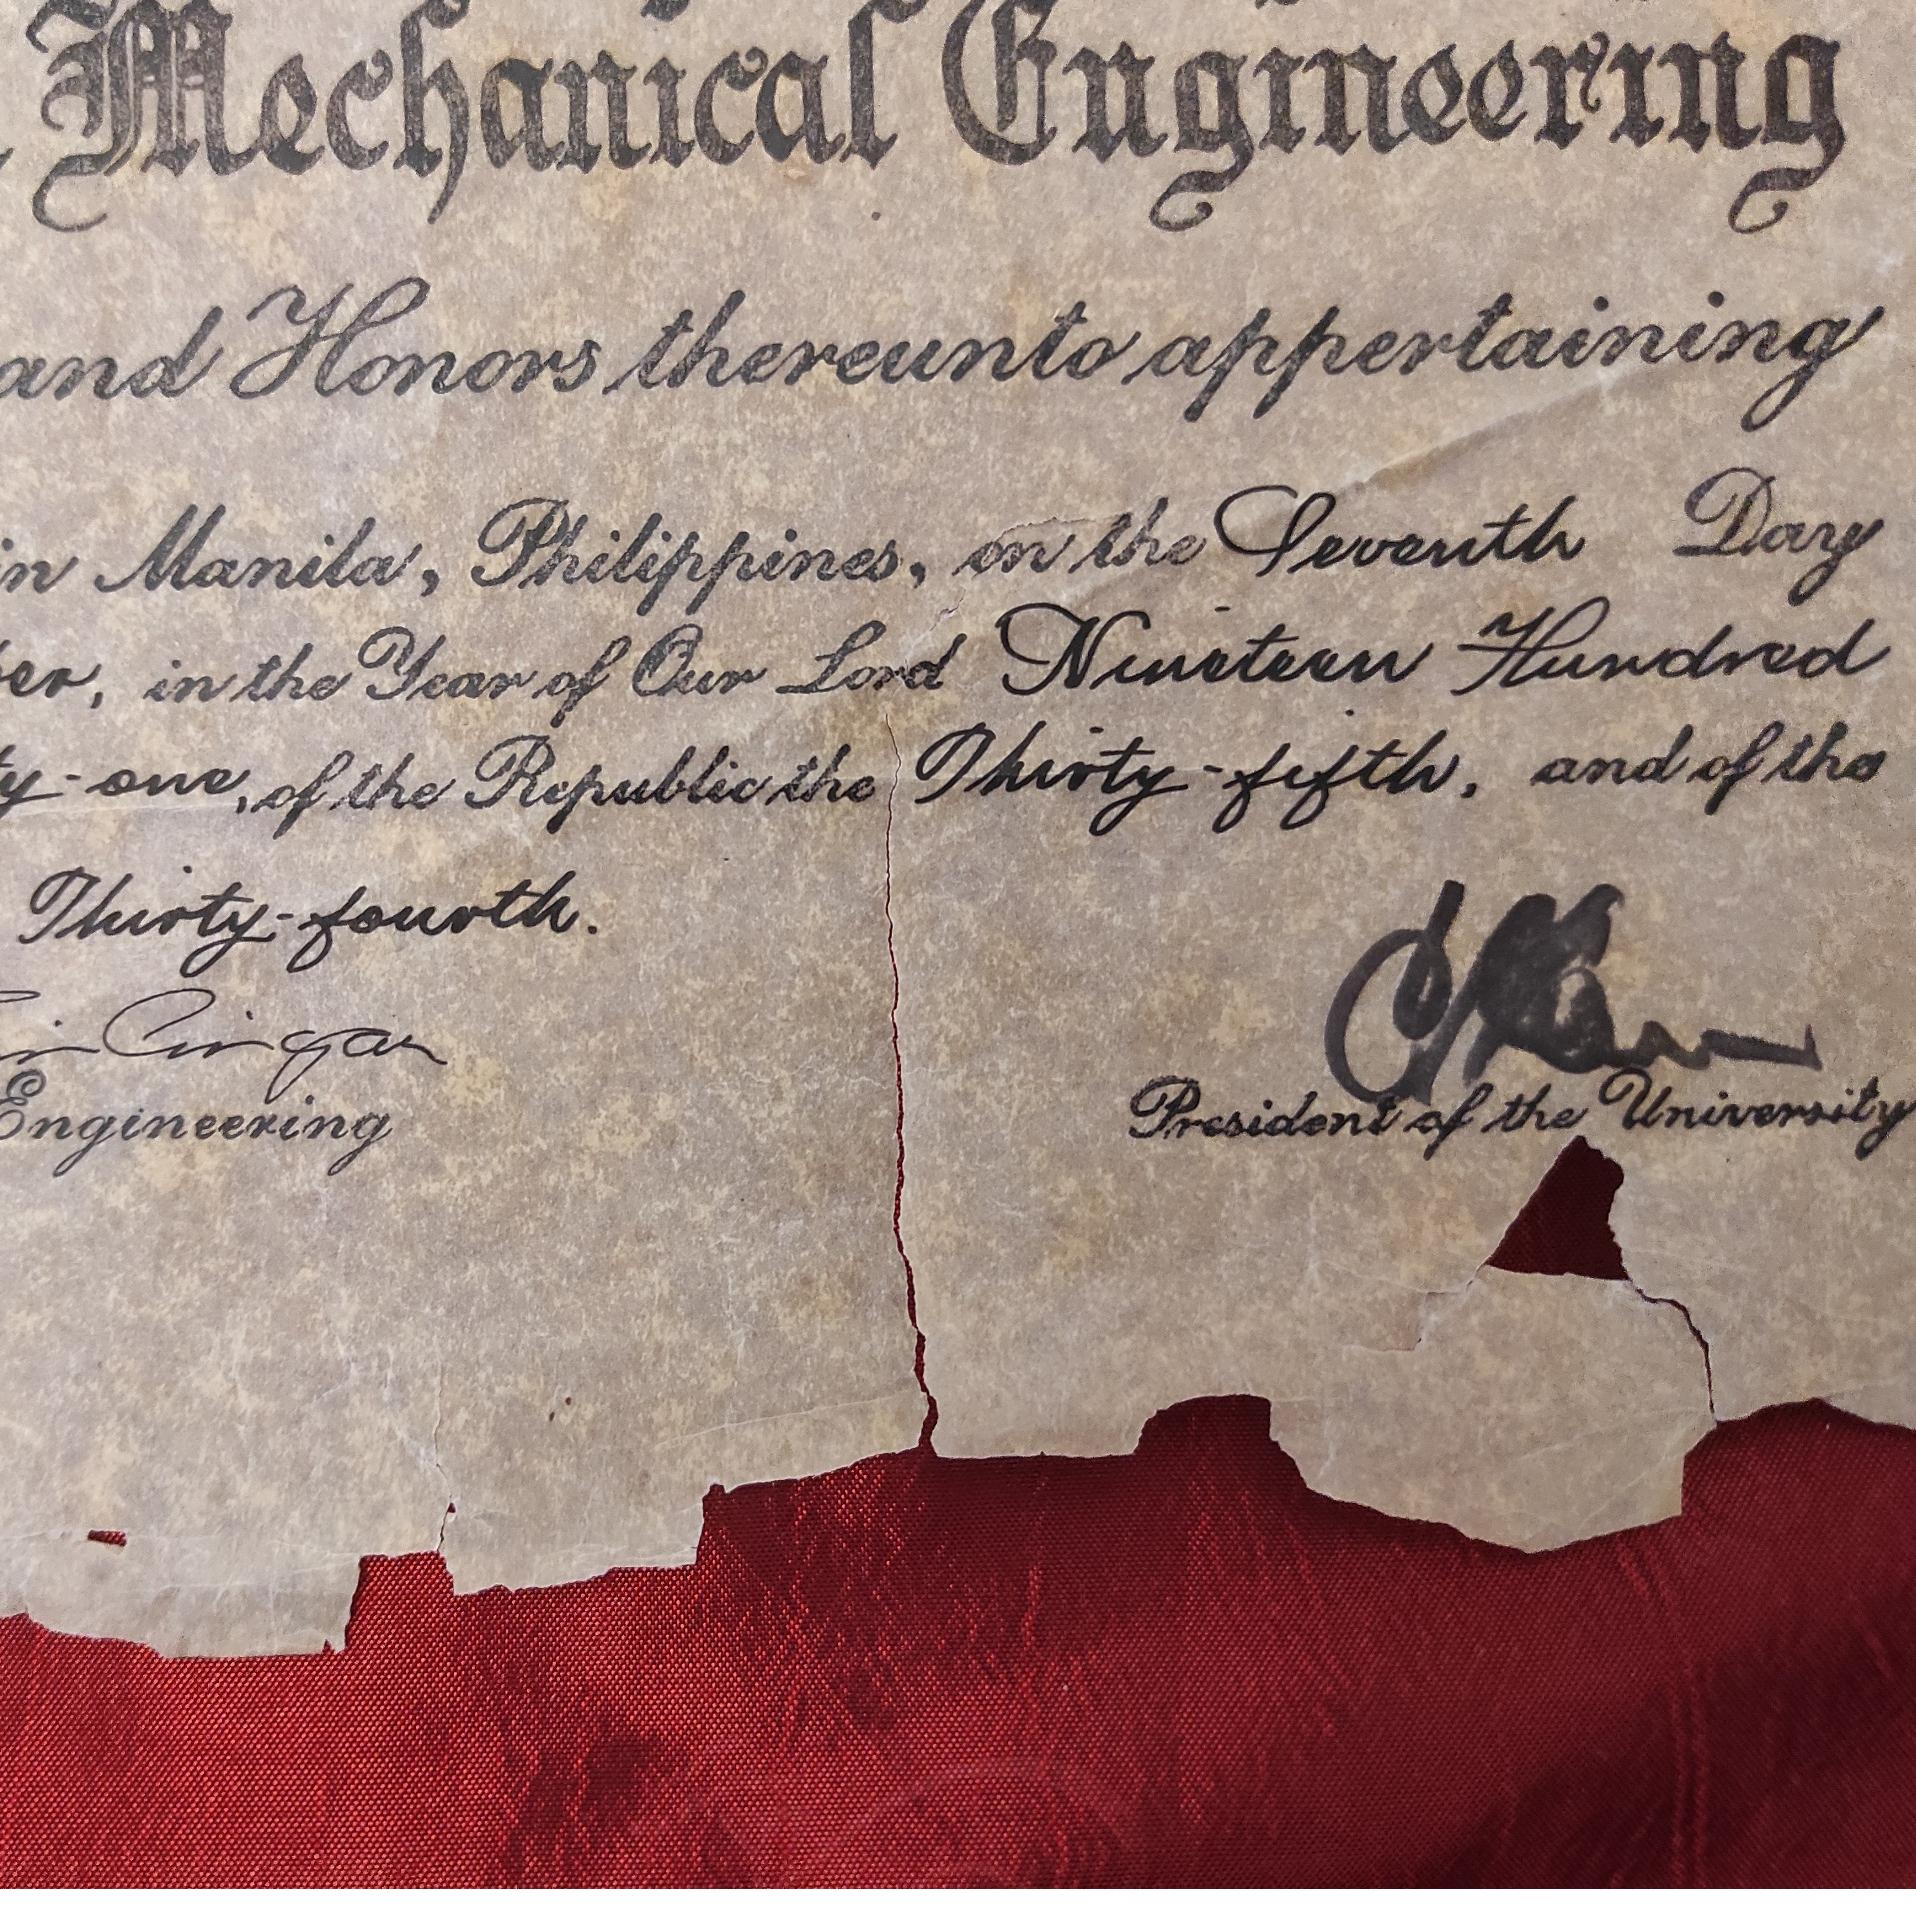 Mechanical Engineering
and Honors thereunto appertaining
in Manila, Philippines, on the Seventh Day
er, in the Year of Our Lord Nineteen Hundred
ty-one, of the Republic the Thirty-fifth, and of the
Thirty-fourth.
Engineering
President of the University